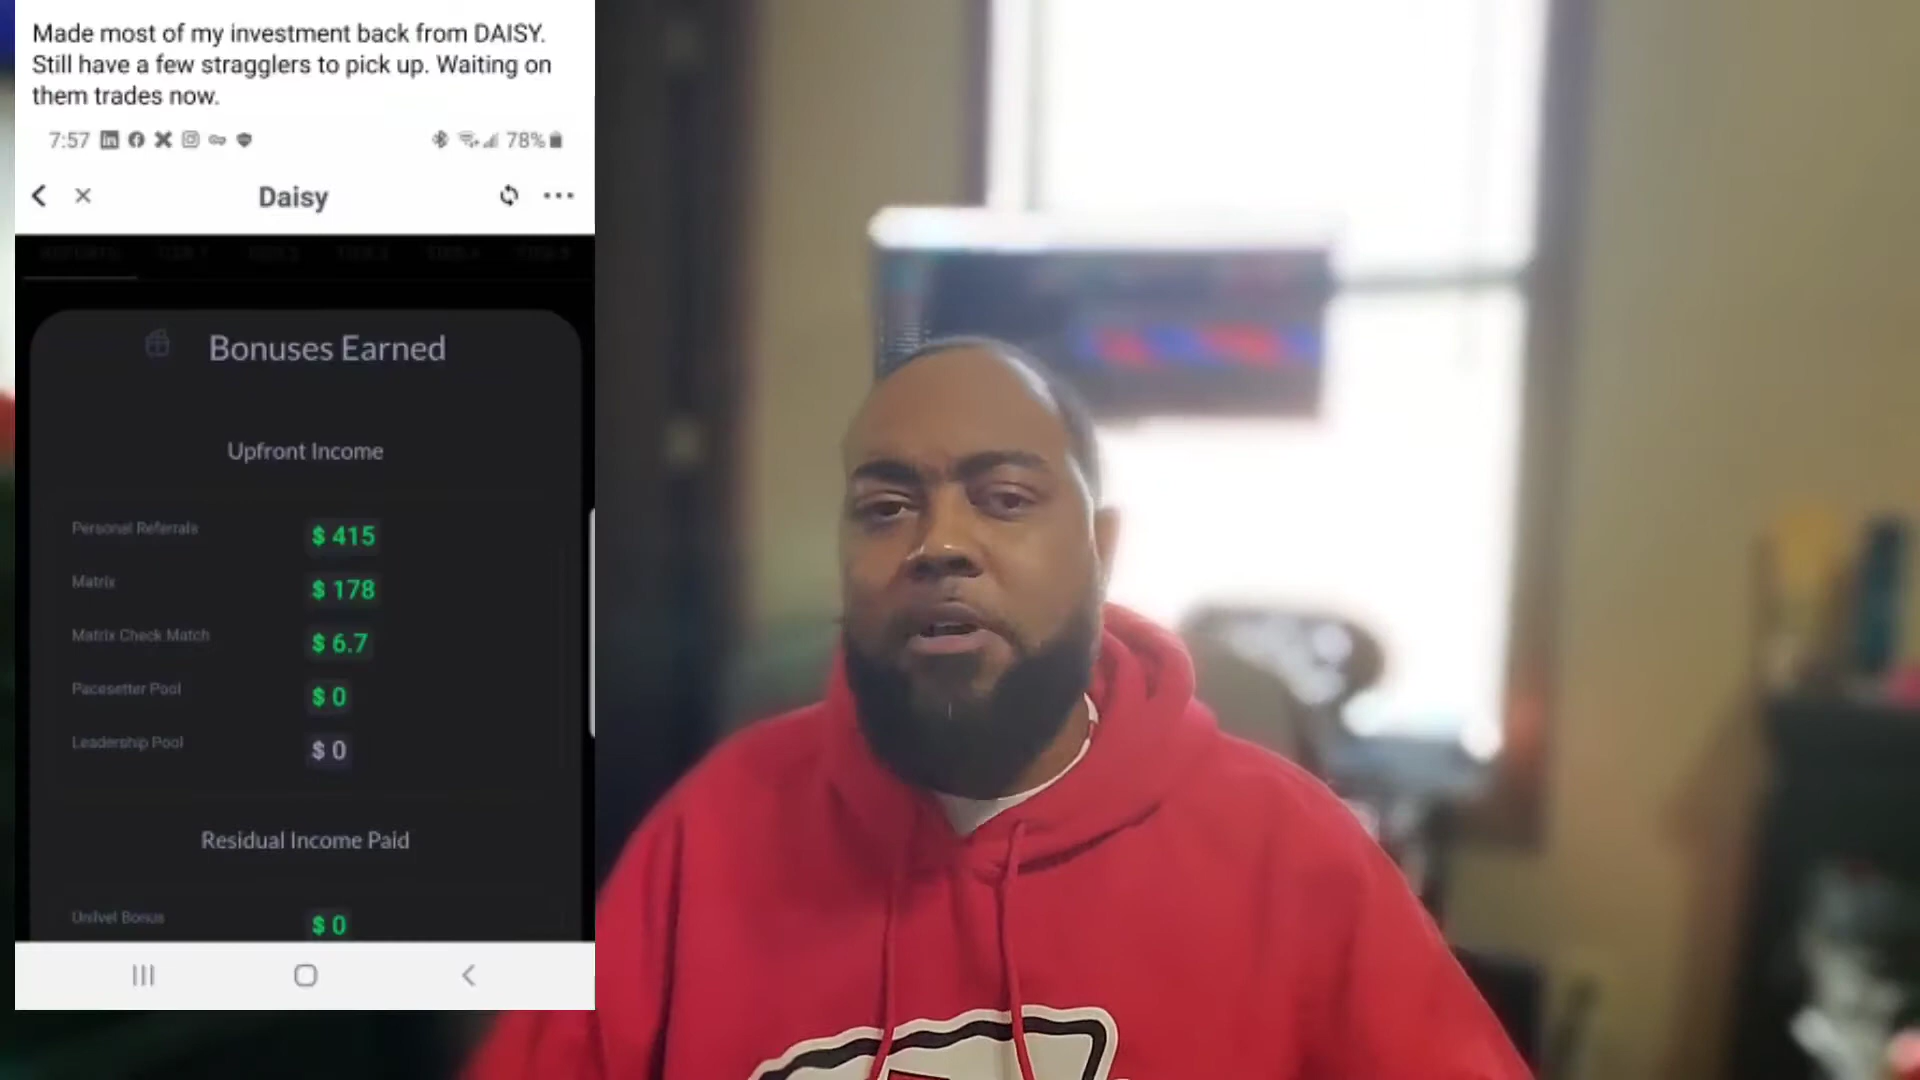 Made most of my investment back from DAISY.
Still have a few stragglers to pick up. Waiting on
them trades now.
7:57 78%
Daisy
Bonuses Earned
Upfront Income
Personal Referrals $ 415
Matrix $ 178
Matrix Check Match $ 6.7
Pacesetter Pool $ 0
Leadership Pool $ 0
Residual Income Paid
Unilvel Bonus $ 0